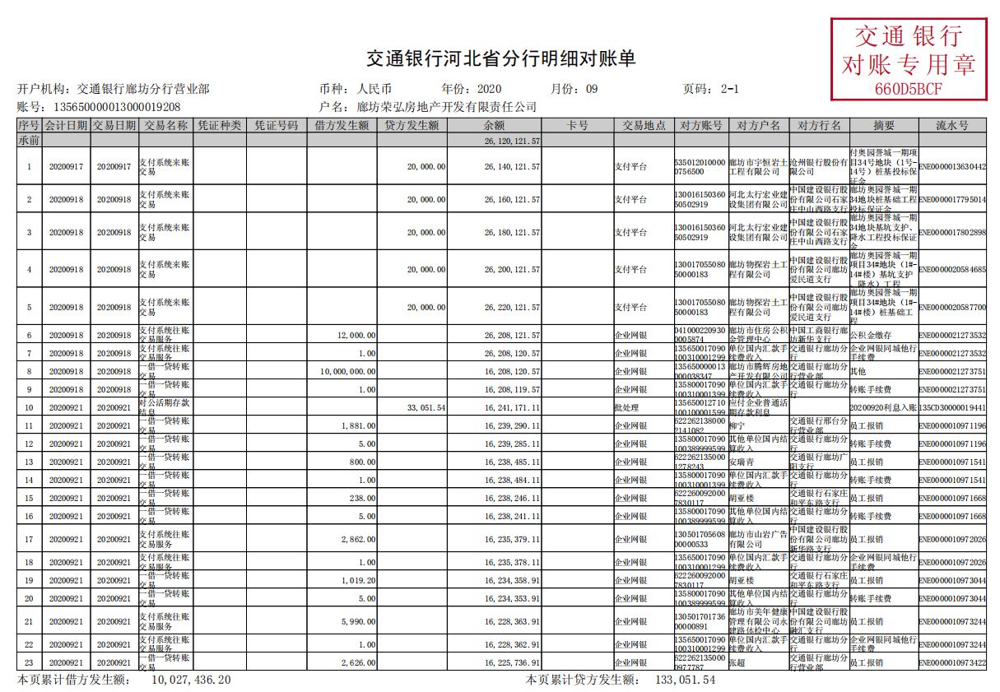 交通银行
对账专用章
660D5BCF
交通银行河北省分行明细对账单
开户机构：交通银行廊坊分行营业部 币种：人民币 年份：2020 月份：09 页码：2-1
账号：135650000013000019208 户名：廊坊荣弘房地产开发有限责任公司
序号 会计日期 交易日期 交易名称 凭证种类 凭证号码 借方发生额 贷方发生额 余额 卡号 交易地点 对方账号 对方户名 对方行名 摘要 流水号
承前 26,120,121.57
1 20200917 20200917 支付系统来账交易 20,000.00 26,140,121.57 支付平台 5350120100000756500 廊坊市宇恒岩土工程有限公司 沧州银行股份有限公司 付奥园誉城一期项目34号地块（1号-14号）桩基投标保证金 ENE0000013630442
2 20200918 20200918 支付系统来账交易 20,000.00 26,160,121.57 支付平台 13001615036050502919 河北太行宏业建设集团有限公司 中国建设银行股份有限公司石家庄中山西路支行 廊坊奥园誉城一期34地块桩基础工程投标保证金 ENE0000017795014
3 20200918 20200918 支付系统来账交易 20,000.00 26,180,121.57 支付平台 13001615036050502919 河北太行宏业建设集团有限公司 中国建设银行股份有限公司石家庄中山西路支行 廊坊奥园誉城一期34地块基坑支护、降水工程投标保证金 ENE0000017802898
4 20200918 20200918 支付系统来账交易 20,000.00 26,200,121.57 支付平台 13001705508050000183 廊坊物探岩土工程有限公司 中国建设银行股份有限公司廊坊爱民道支行 廊坊奥园誉城一期项目34#地块（1#-14#楼）基坑支护、降水）工程 ENE0000020584685
5 20200918 20200918 支付系统来账交易 20,000.00 26,220,121.57 支付平台 13001705508050000183 廊坊物探岩土工程有限公司 中国建设银行股份有限公司廊坊爱民道支行 廊坊奥园誉城一期项目34#地块（1#-14#楼）桩基础工程 ENE0000020587700
6 20200918 20200918 支付系统往账交易服务 12,000.00 26,208,121.57 企业网银 0410002209300005874 廊坊市住房公积金管理中心 中国工商银行廊坊新华支行 公积金缴存 ENE0000021273532
7 20200918 20200918 支付系统往账交易服务 1.00 26,208,120.57 企业网银 135650017090100310001299 单位国内汇款手续费收入 交通银行廊坊分行 企业网银同城他行手续费 ENE0000021273532
8 20200918 20200918 一借一贷转账交易 10,000,000.00 16,208,120.57 企业网银 135650000013000038347 廊坊市腾辉房地产开发有限公司 交通银行廊坊分行营业部 其他 ENE0000021273751
9 20200918 20200918 一借一贷转账交易 1.00 16,208,119.57 企业网银 135800017090100310001399 单位国内汇款手续费收入 交通银行廊坊分行 转账手续费 ENE0000021273751
10 20200921 20200921 对公活期存款结息 33,051.54 16,241,171.11 批处理 135650012710100100001599 应付企业普通活期存款利息 20200920利息入账 135CD30000019441
11 20200921 20200921 一借一贷转账交易 1,881.00 16,239,290.11 企业网银 6222621380002141082 柳宁 交通银行邢台分行营业部 员工报销 ENE0000010971196
12 20200921 20200921 一借一贷转账交易 5.00 16,239,285.11 企业网银 135800017090100389999599 其他单位国内结算收入 交通银行廊坊分行 转账手续费 ENE0000010971196
13 20200921 20200921 一借一贷转账交易 800.00 16,238,485.11 企业网银 6222621350001278243 安瑞青 交通银行廊坊广阳支行 员工报销 ENE0000010971541
14 20200921 20200921 一借一贷转账交易 1.00 16,238,484.11 企业网银 135800017090100310001399 单位国内汇款手续费收入 交通银行廊坊分行 转账手续费 ENE0000010971541
15 20200921 20200921 一借一贷转账交易 238.00 16,238,246.11 企业网银 6222600920007830117 胡亚楼 交通银行石家庄和平东路支行 员工报销 ENE0000010971668
16 20200921 20200921 一借一贷转账交易 5.00 16,238,241.11 企业网银 135800017090100389999599 其他单位国内结算收入 交通银行廊坊分行 转账手续费 ENE0000010971668
17 20200921 20200921 支付系统往账交易服务 2,862.00 16,235,379.11 企业网银 13050170560800000533 廊坊市山岩广告有限公司 中国建设银行股份有限公司廊坊新华路支行 员工报销 ENE0000010972026
18 20200921 20200921 支付系统往账交易服务 1.00 16,235,378.11 企业网银 135650017090100310001299 单位国内汇款手续费收入 交通银行廊坊分行 企业网银同城他行手续费 ENE0000010972026
19 20200921 20200921 一借一贷转账交易 1,019.20 16,234,358.91 企业网银 6222600920007830117 胡亚楼 交通银行石家庄和平东路支行 员工报销 ENE0000010973044
20 20200921 20200921 一借一贷转账交易 5.00 16,234,353.91 企业网银 135800017090100389999599 其他单位国内结算收入 交通银行廊坊分行 转账手续费 ENE0000010973044
21 20200921 20200921 支付系统往账交易服务 5,990.00 16,228,363.91 企业网银 13050170173600000891 廊坊市美年健康管理有限公司永建路体检中心 中国建设银行股份有限公司廊坊融汇支行 员工报销 ENE0000010973244
22 20200921 20200921 支付系统往账交易服务 1.00 16,228,362.91 企业网银 135650017090100310001299 单位国内汇款手续费收入 交通银行廊坊分行 企业网银同城他行手续费 ENE0000010973244
23 20200921 20200921 一借一贷转账交易 2,626.00 16,225,736.91 企业网银 6222621350000977787 张超 交通银行廊坊分行营业部 员工报销 ENE0000010973422
本页累计借方发生额： 10,027,436.20 本页累计贷方发生额： 133,051.54